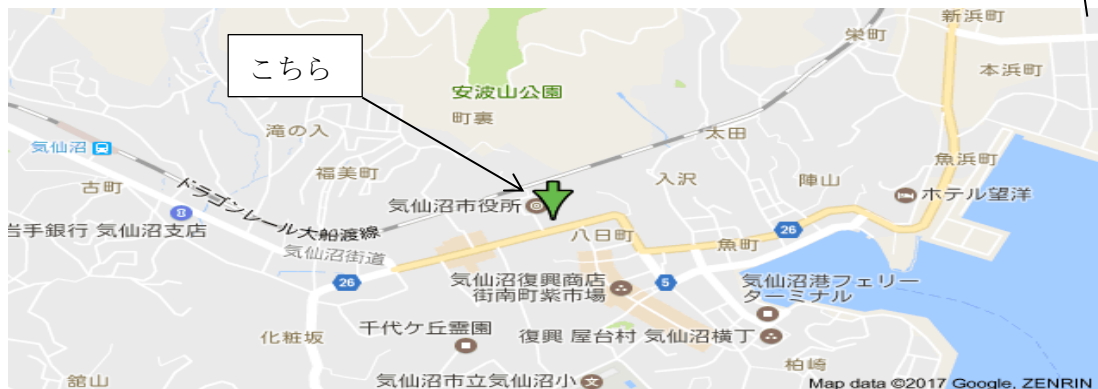 新浜町
栄町
こちら
本浜町
安波山公園
町裏
滝の入
太田
気仙沼
魚浜町
福美町
入沢
陣山
古町
ドラゴンレール大船渡線
気仙沼市役所
ホテル望洋
岩手銀行 気仙沼支店
気仙沼街道
八日町
魚町
26
26
気仙沼復興商店
街南町紫市場
5
気仙沼港フェリー
ターミナル
千代ケ丘霊園
復興 屋台村 気仙沼横丁
化粧坂
柏崎
舘山
気仙沼市立気仙沼小
Map data ©2017 Google, ZENRIN